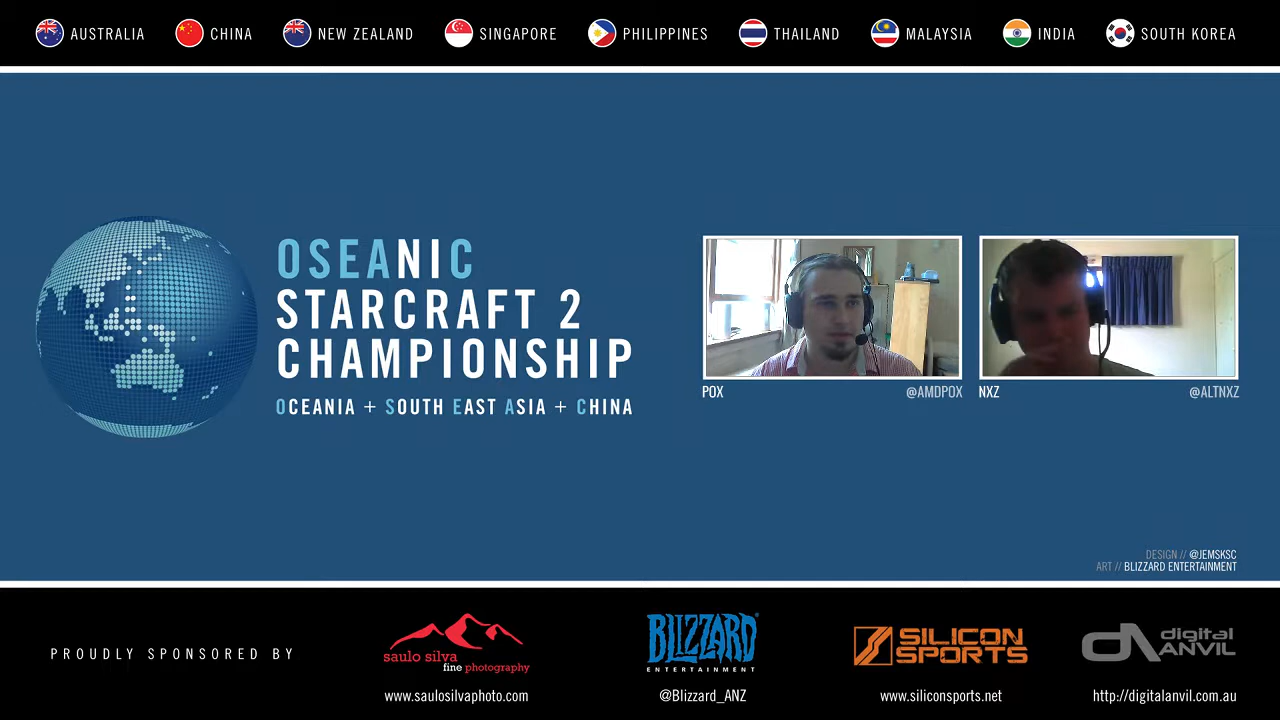 AUSTRALIA CHINA NEW ZEALAND SINGAPORE PHILIPPINES THAILAND MALAYSIA INDIA SOUTH KOREA
OSEANIC
STARCRAFT 2
CHAMPIONSHIP
OCEANIA + SOUTH EAST ASIA + CHINA
POX @AMDPOX NXZ @ALTNXZ
DESIGN // @JEMSKSC
ART // BLIZZARD ENTERTAINMENT
PROUDLY SPONSORED BY
saulo silva
fine photography
www.saulosilvaphoto.com
BLIZZARD
ENTERTAINMENT
@Blizzard_ANZ
SILICON
SPORTS
www.siliconsports.net
digital
ANVIL
http://digitalanvil.com.au